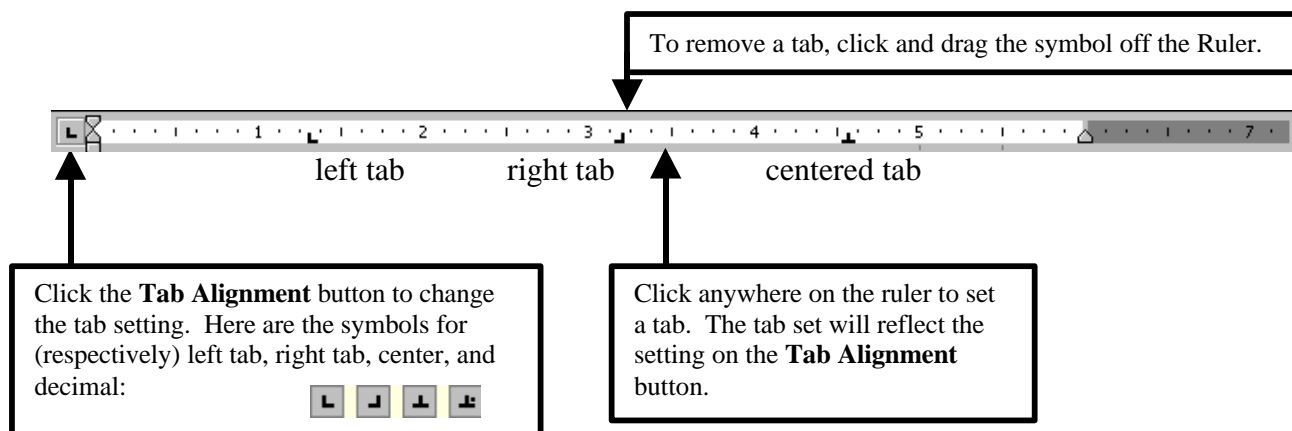 To remove a tab, click and drag the symbol off the Ruler.
1 2 3 4 5 7
left tab right tab centered tab
Click the Tab Alignment button to change
the tab setting. Here are the symbols for
(respectively) left tab, right tab, center, and
decimal:
Click anywhere on the ruler to set
a tab. The tab set will reflect the
setting on the Tab Alignment
button.